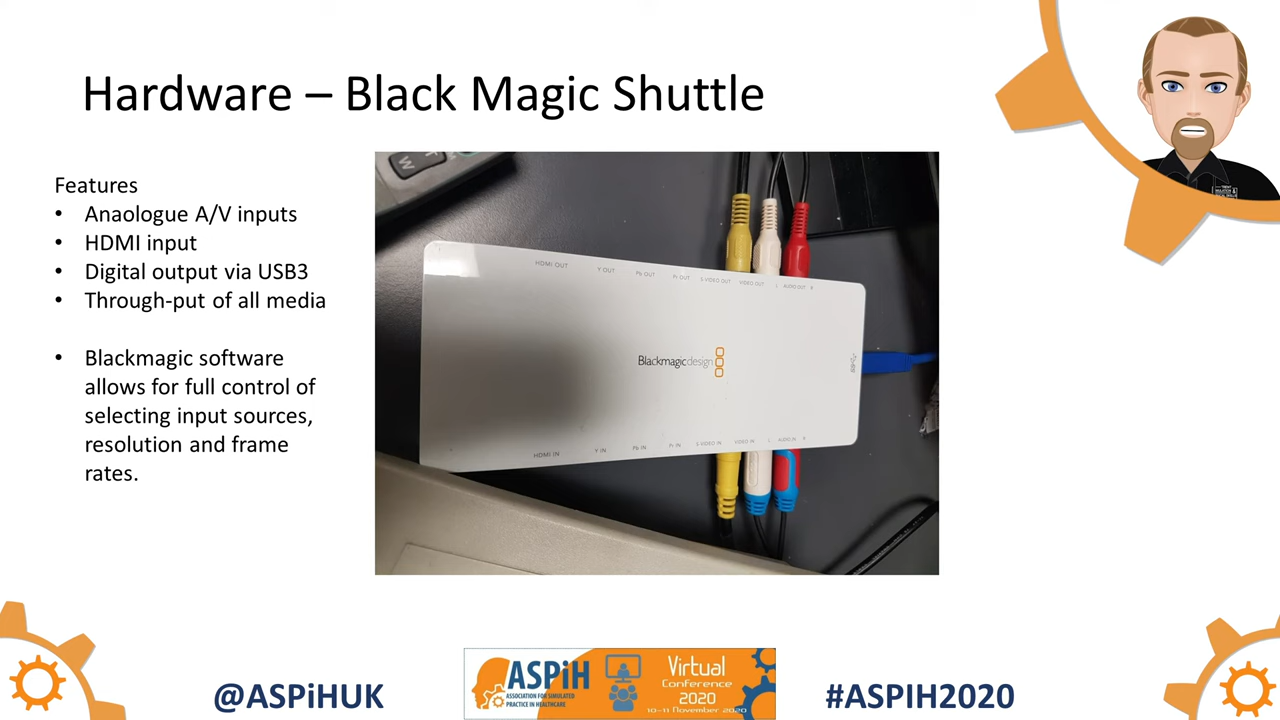 Hardware – Black Magic Shuttle
Features
• Anaologue A/V inputs
• HDMI input
• Digital output via USB3
• Through-put of all media
• Blackmagic software
allows for full control of
selecting input sources,
resolution and frame
rates.
W
HDMI OUT Y OUT Pb OUT Pr OUT S-VIDEO OUT VIDEO OUT L AUDIO OUT R
Blackmagicdesign
HDMI IN Y IN Pb IN Pr IN S-VIDEO IN VIDEO IN L AUDIO IN R
@ASPiHUK
ASPiH
ASSOCIATION FOR SIMULATED
PRACTICE IN HEALTHCARE
Virtual
Conference
2020
10-11 November 2020
#ASPIH2020